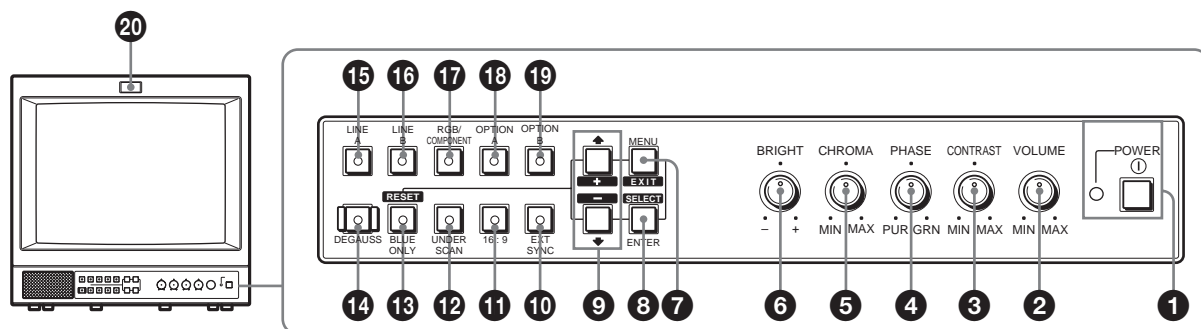 20
15 16 17 18 19
LINE A
LINE B
RGB/ COMPONENT
OPTION A
OPTION B
MENU
BRIGHT
CHROMA
PHASE
CONTRAST
VOLUME
POWER
+
EXIT
RESET
−
SELECT
DEGAUSS
BLUE ONLY
UNDER SCAN
16 : 9
EXT SYNC
ENTER
− +
MIN MAX
PUR GRN
MIN MAX
MIN MAX
14 13 12 11 10 9 8 7 6 5 4 3 2 1